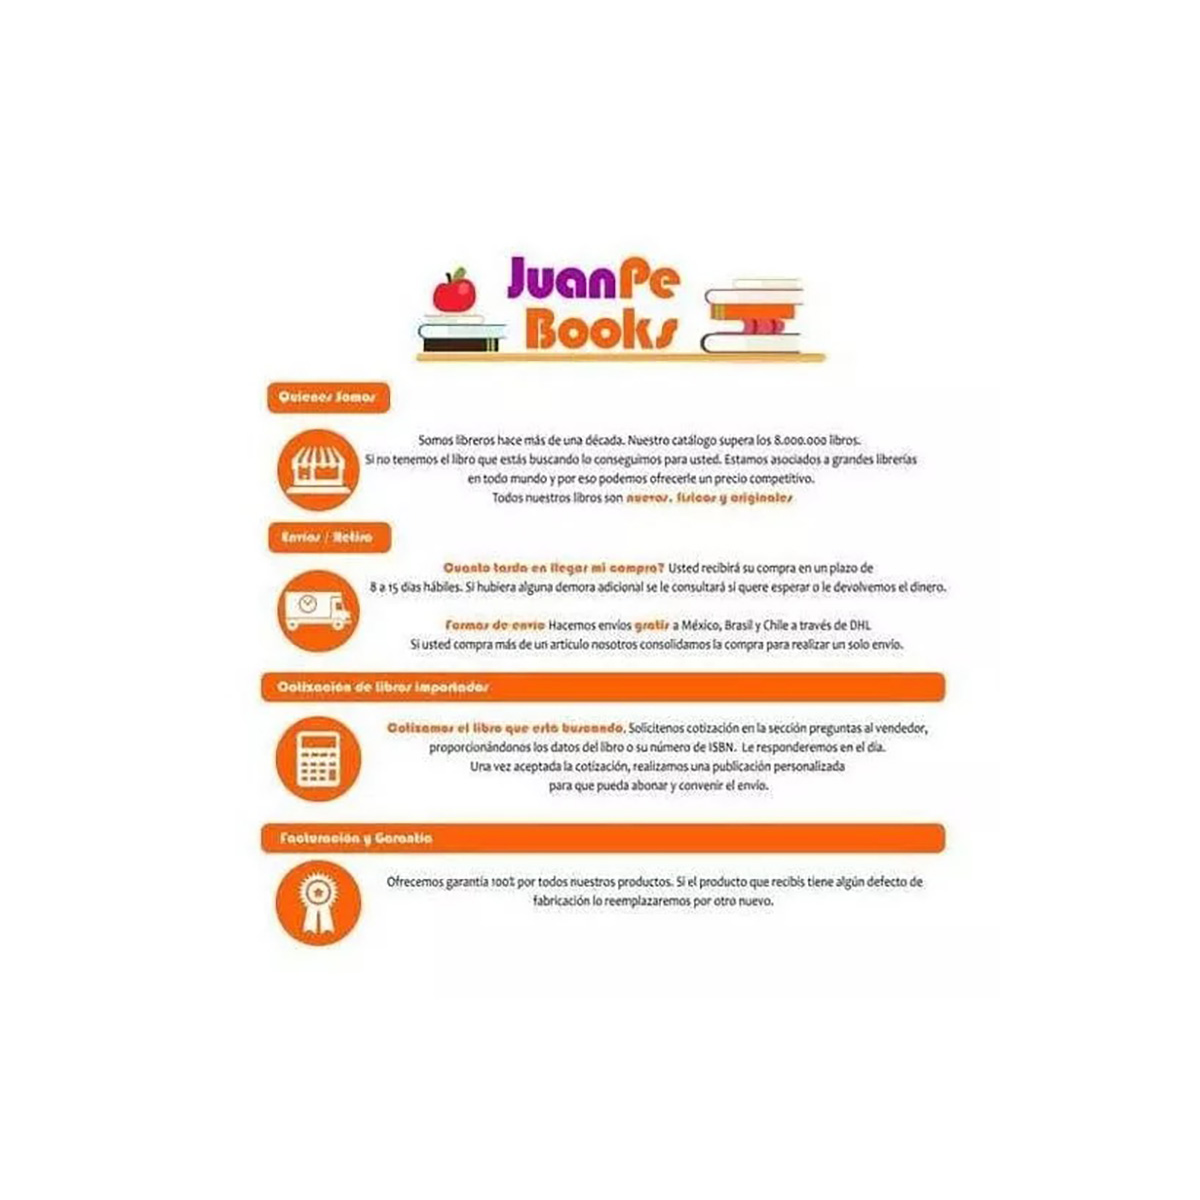 JuanPe
Books
Quienes Somos
Somos libreros hace más de una década. Nuestro catálogo supera los 8.000.000 libros.
Si no tenemos el libro que estás buscando lo conseguimos para usted. Estamos asociados a grandes librerías
en todo mundo y por eso podemos ofrecerle un precio competitivo.
Todos nuestros libros son nuevos, físicos y originales
Envíos / Retiro
Cuanto tarda en llegar mi compra? Usted recibirá su compra en un plazo de
8 a 15 días hábiles. Si hubiera alguna demora adicional se le consultará si quere esperar o le devolvemos el dinero.
Formas de envío Hacemos envíos gratis a México, Brasil y Chile a través de DHL
Si usted compra más de un artículo nosotros consolidamos la compra para realizar un solo envío.
Cotización de libros importados
Cotizamos el libro que esta buscando. Solicitenos cotización en la sección preguntas al vendedor,
proporcionándonos los datos del libro o su número de ISBN. Le responderemos en el día.
Una vez aceptada la cotización, realizamos una publicación personalizada
para que pueda abonar y convenir el envío.
Facturación y Garantía
Ofrecemos garantía 100% por todos nuestros productos. Si el producto que recibís tiene algún defecto de
fabricación lo reemplazaremos por otro nuevo.